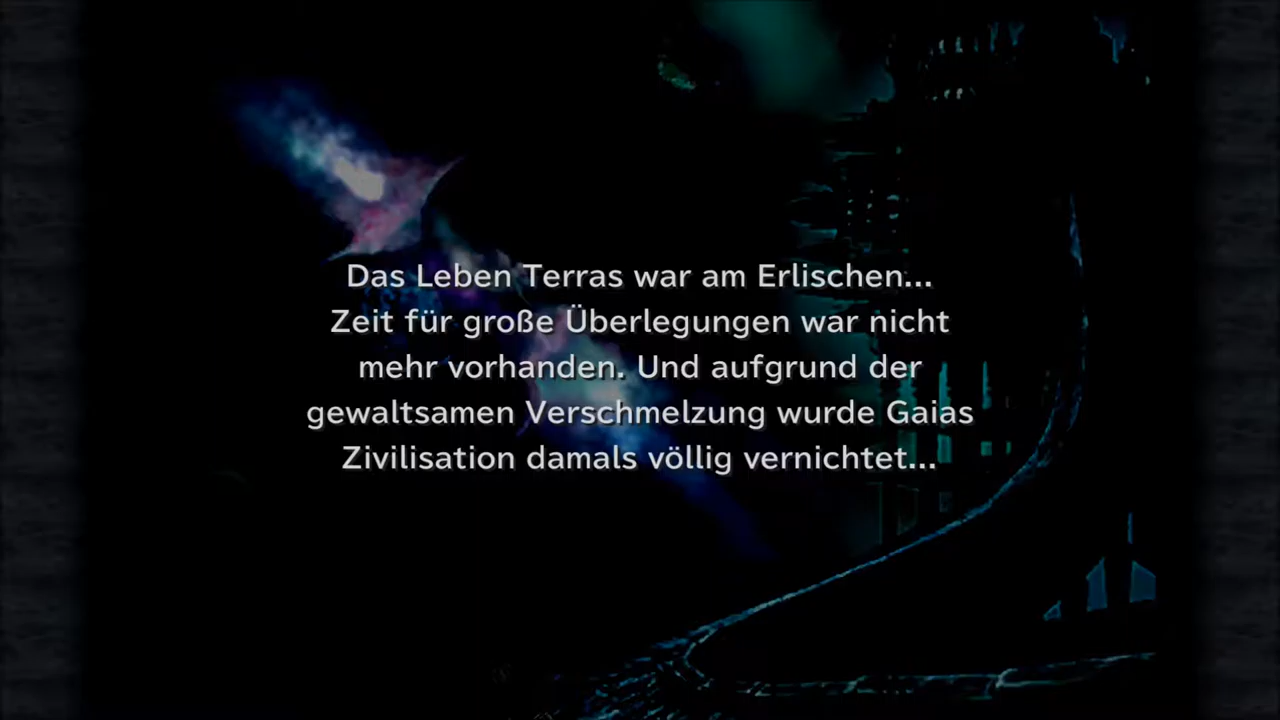 Das Leben Terras war am Erlischen...
Zeit für große Überlegungen war nicht
mehr vorhanden. Und aufgrund der
gewaltsamen Verschmelzung wurde Gaias
Zivilisation damals völlig vernichtet...